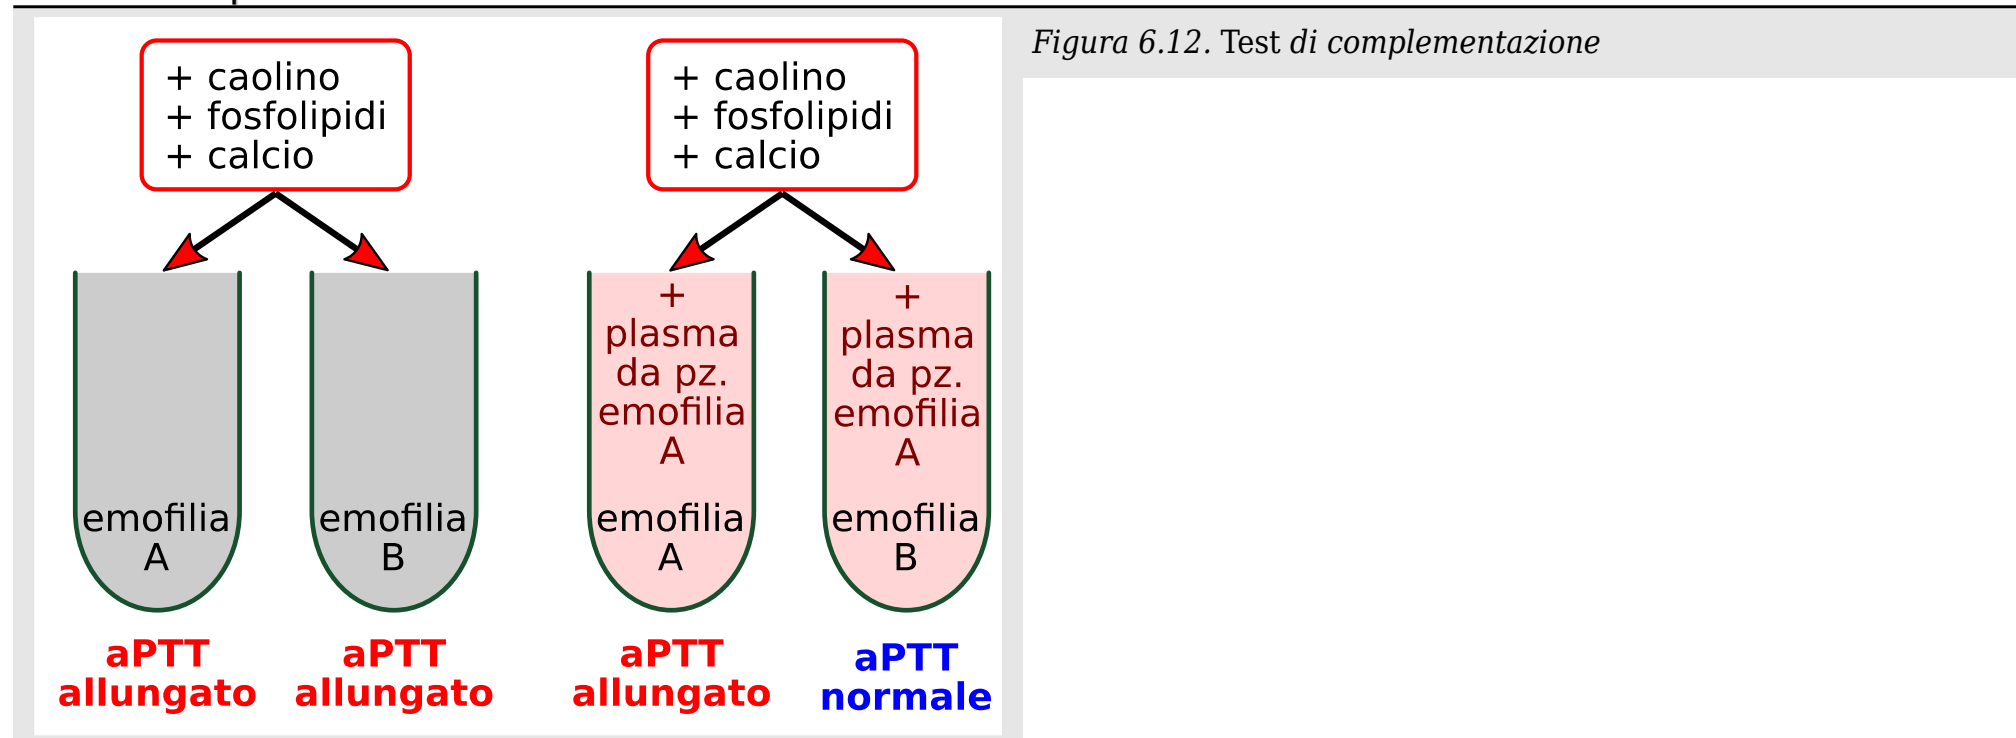 Figura 6.12. Test di complementazione
+ caolino
+ fosfolipidi
+ calcio
+ caolino
+ fosfolipidi
+ calcio
emofilia
A
emofilia
B
+
plasma
da pz.
emofilia
A
emofilia
A
+
plasma
da pz.
emofilia
A
emofilia
B
aPTT
allungato
aPTT
allungato
aPTT
allungato
aPTT
normale